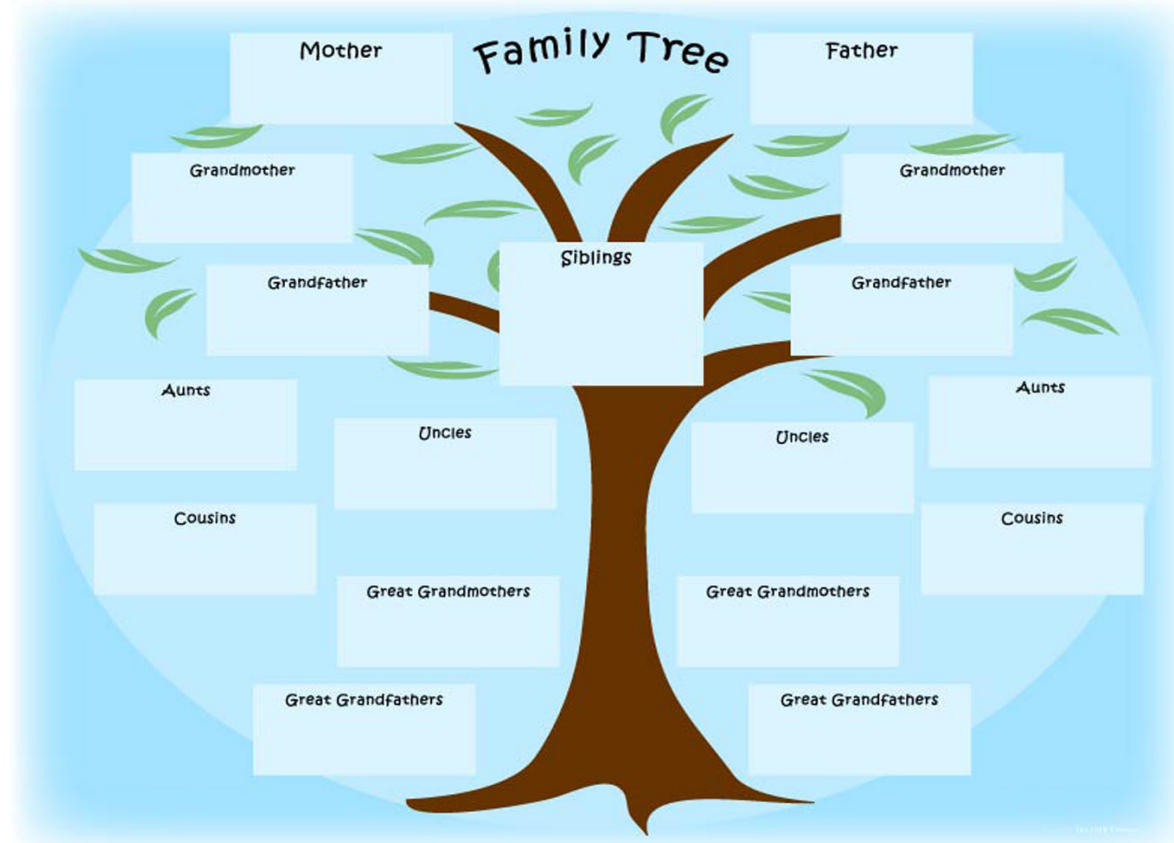 Family Tree
Mother
Father
Grandmother
Grandmother
Siblings
Grandfather
Grandfather
Aunts
Aunts
Uncles
Uncles
Cousins
Cousins
Great Grandmothers
Great Grandmothers
Great Grandfathers
Great Grandfathers